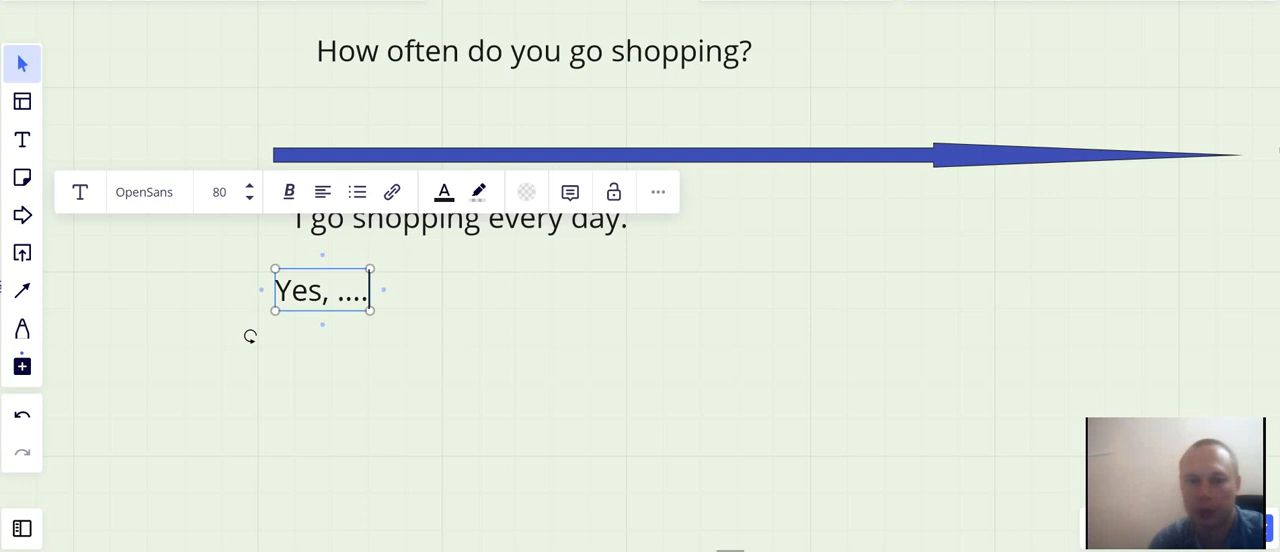 How often do you go shopping?
OpenSans 80 B A
I go shopping every day.
Yes, ....